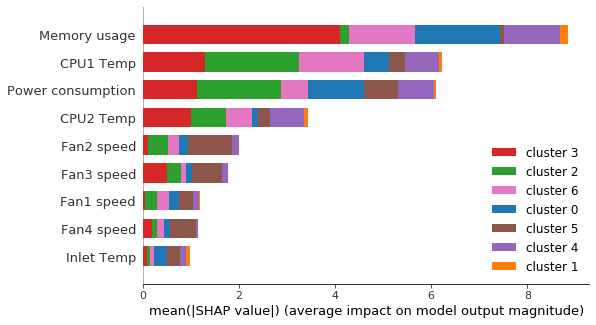 Memory usage
CPU1 Temp
Power consumption
CPU2 Temp
Fan2 speed
Fan3 speed
Fan1 speed
Fan4 speed
Inlet Temp
cluster 3
cluster 2
cluster 6
cluster 0
cluster 5
cluster 4
cluster 1
0 2 4 6 8
mean(|SHAP value|) (average impact on model output magnitude)